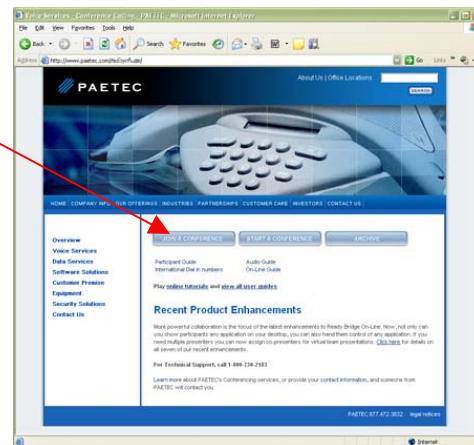 Voice Services - Conference Calling - PAETEC - Microsoft Internet Explorer
File Edit View Favorites Tools Help
Back Search Favorites
Address Go Links
PAETEC
About Us | Office Locations
SEARCH
HOME COMPANY INFO OUR OFFERINGS INDUSTRIES PARTNERSHIPS CUSTOMER CARE INVESTORS CONTACT US
JOIN A CONFERENCE START A CONFERENCE ARCHIVE
Overview
Voice Services
Data Services
Software Solutions
Customer Premise
Equipment
Security Solutions
Contact Us
Participant Guide Audio Guide
International Dial in numbers On-Line Guide
Play online tutorials and view all user guides.
Recent Product Enhancements
More powerful collaboration is the focus of the latest enhancements to Ready Bridge On-Line. Now, not only can
you show participants any application on your desktop, you can also hand them control of any application. If you
need multiple presenters you can now assign co-presenters for virtual team presentations. Click here for details on
all seven of our recent enhancements.
For Technical Support, call
Learn more about PAETEC's Conferencing services, or provide your contact information, and someone from
PAETEC will contact you.
PAETEC 877.472.3832 legal notices
Internet